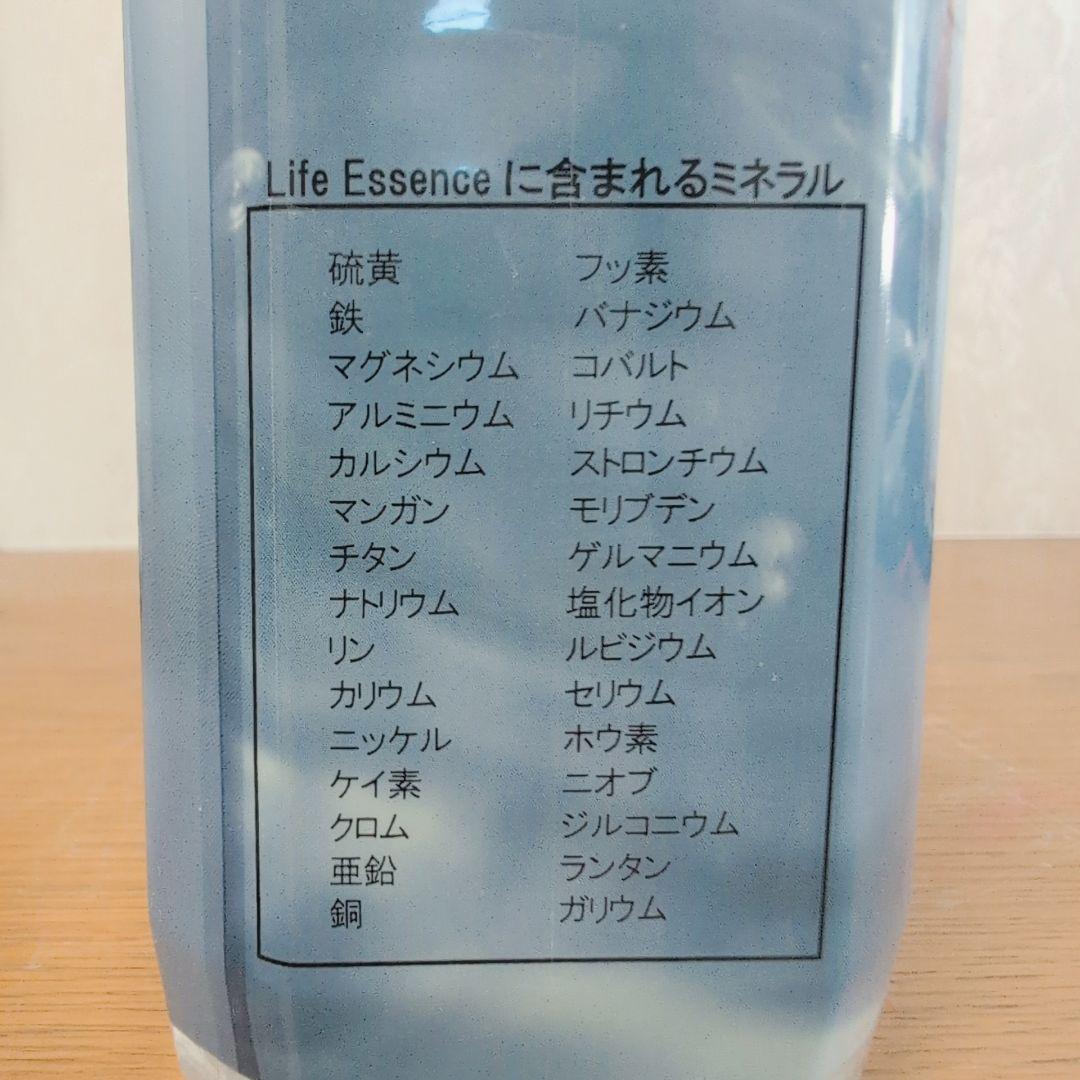 Life Essence に含まれるミネラル
硫黄
鉄
マグネシウム
アルミニウム
カルシウム
マンガン
チタン
ナトリウム
リン
カリウム
ニッケル
ケイ素
クロム
亜鉛
銅
フッ素
バナジウム
コバルト
リチウム
ストロンチウム
モリブデン
ゲルマニウム
塩化物イオン
ルビジウム
セリウム
ホウ素
ニオブ
ジルコニウム
ランタン
ガリウム